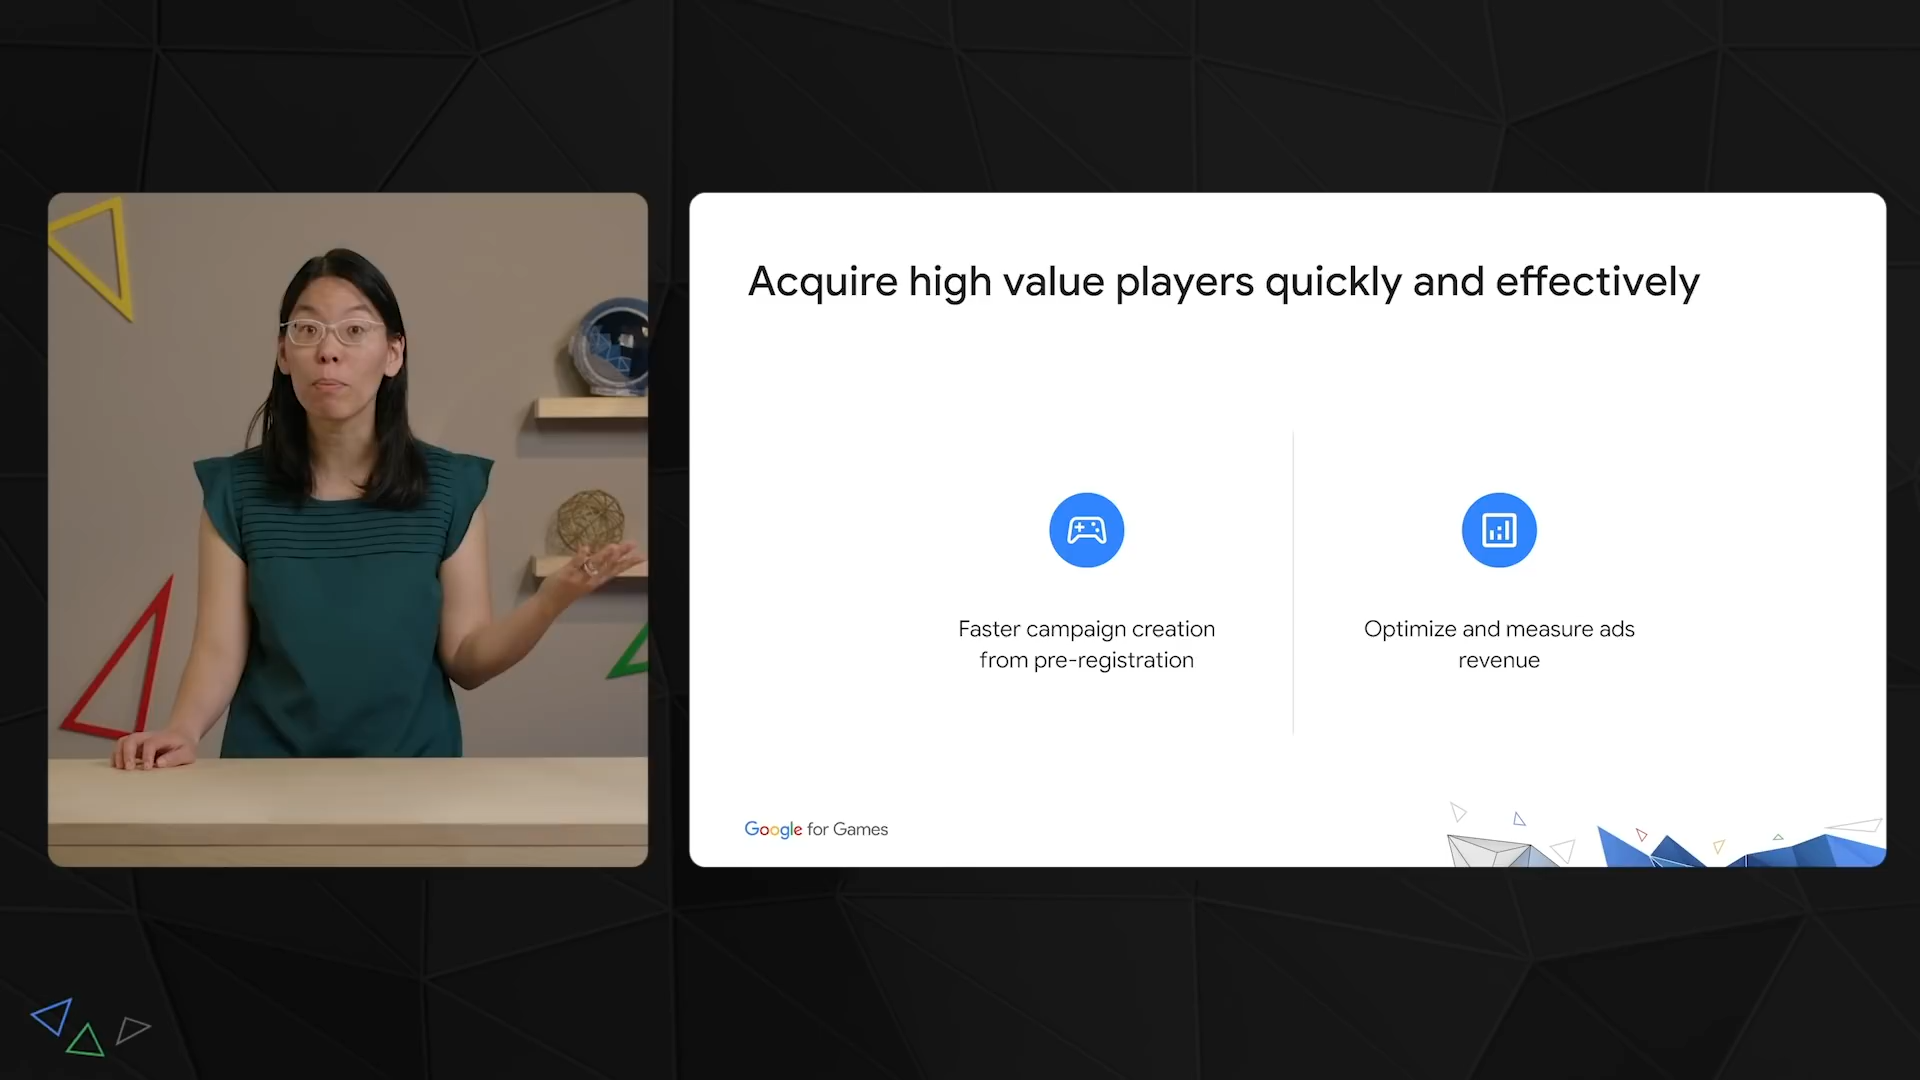 Acquire high value players quickly and effectively
Faster campaign creation
from pre-registration
Optimize and measure ads
revenue
Google for Games